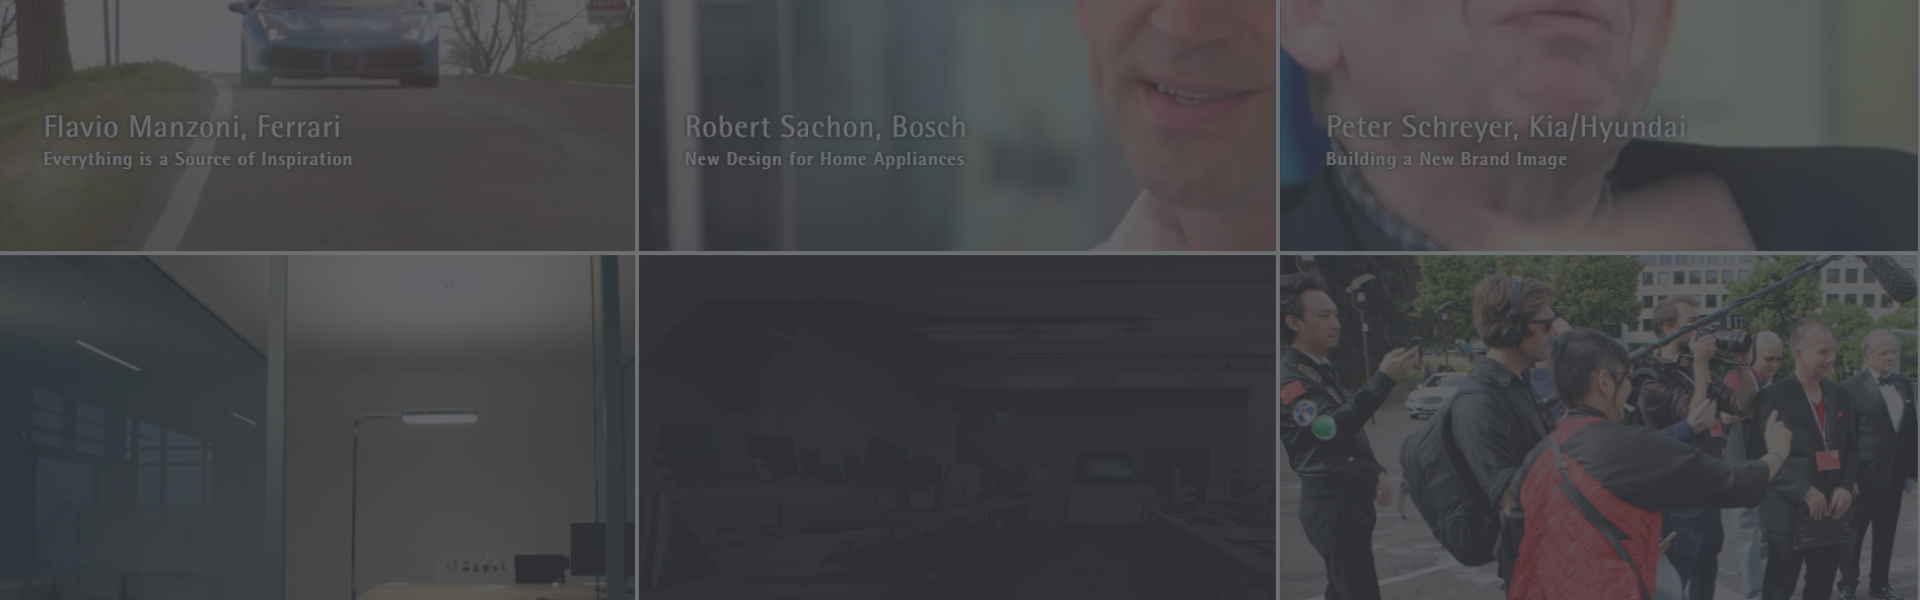 Flavio Manzoni, Ferrari
Everything is a Source of Inspiration
Robert Sachon, Bosch
New Design for Home Appliances
Peter Schreyer, Kia/Hyundai
Building a New Brand Image